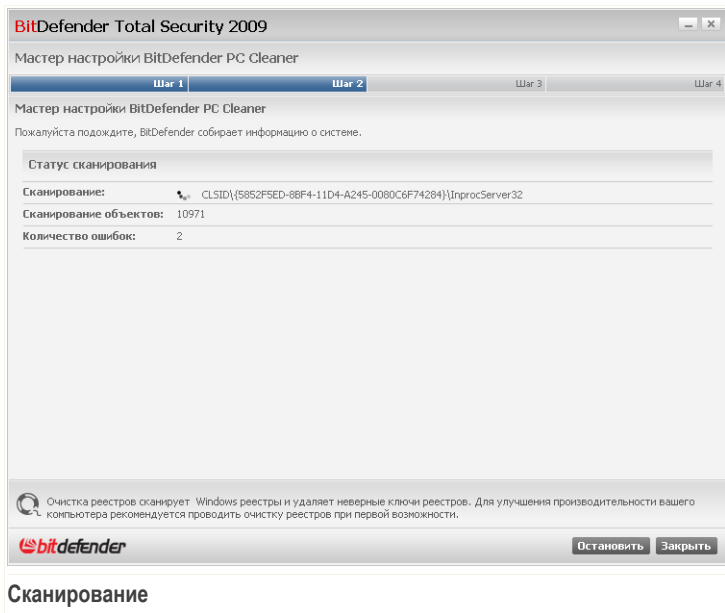 BitDefender Total Security 2009
Мастер настройки BitDefender PC Cleaner
Шаг 1 Шаг 2 Шаг 3 Шаг 4
Мастер настройки BitDefender PC Cleaner
Пожалуйста подождите, BitDefender собирает информацию о системе.
Статус сканирования
Сканирование: CLSID\{5852F5ED-8BF4-11D4-A245-0080C6F74284}\InprocServer32
Сканирование объектов: 10971
Количество ошибок: 2
Очистка реестров сканирует Windows реестры и удаляет неверные ключи реестров. Для улучшения производительности вашего
компьютера рекомендуется проводить очистку реестров при первой возможности.
bitdefender
Остановить Закрыть
Сканирование